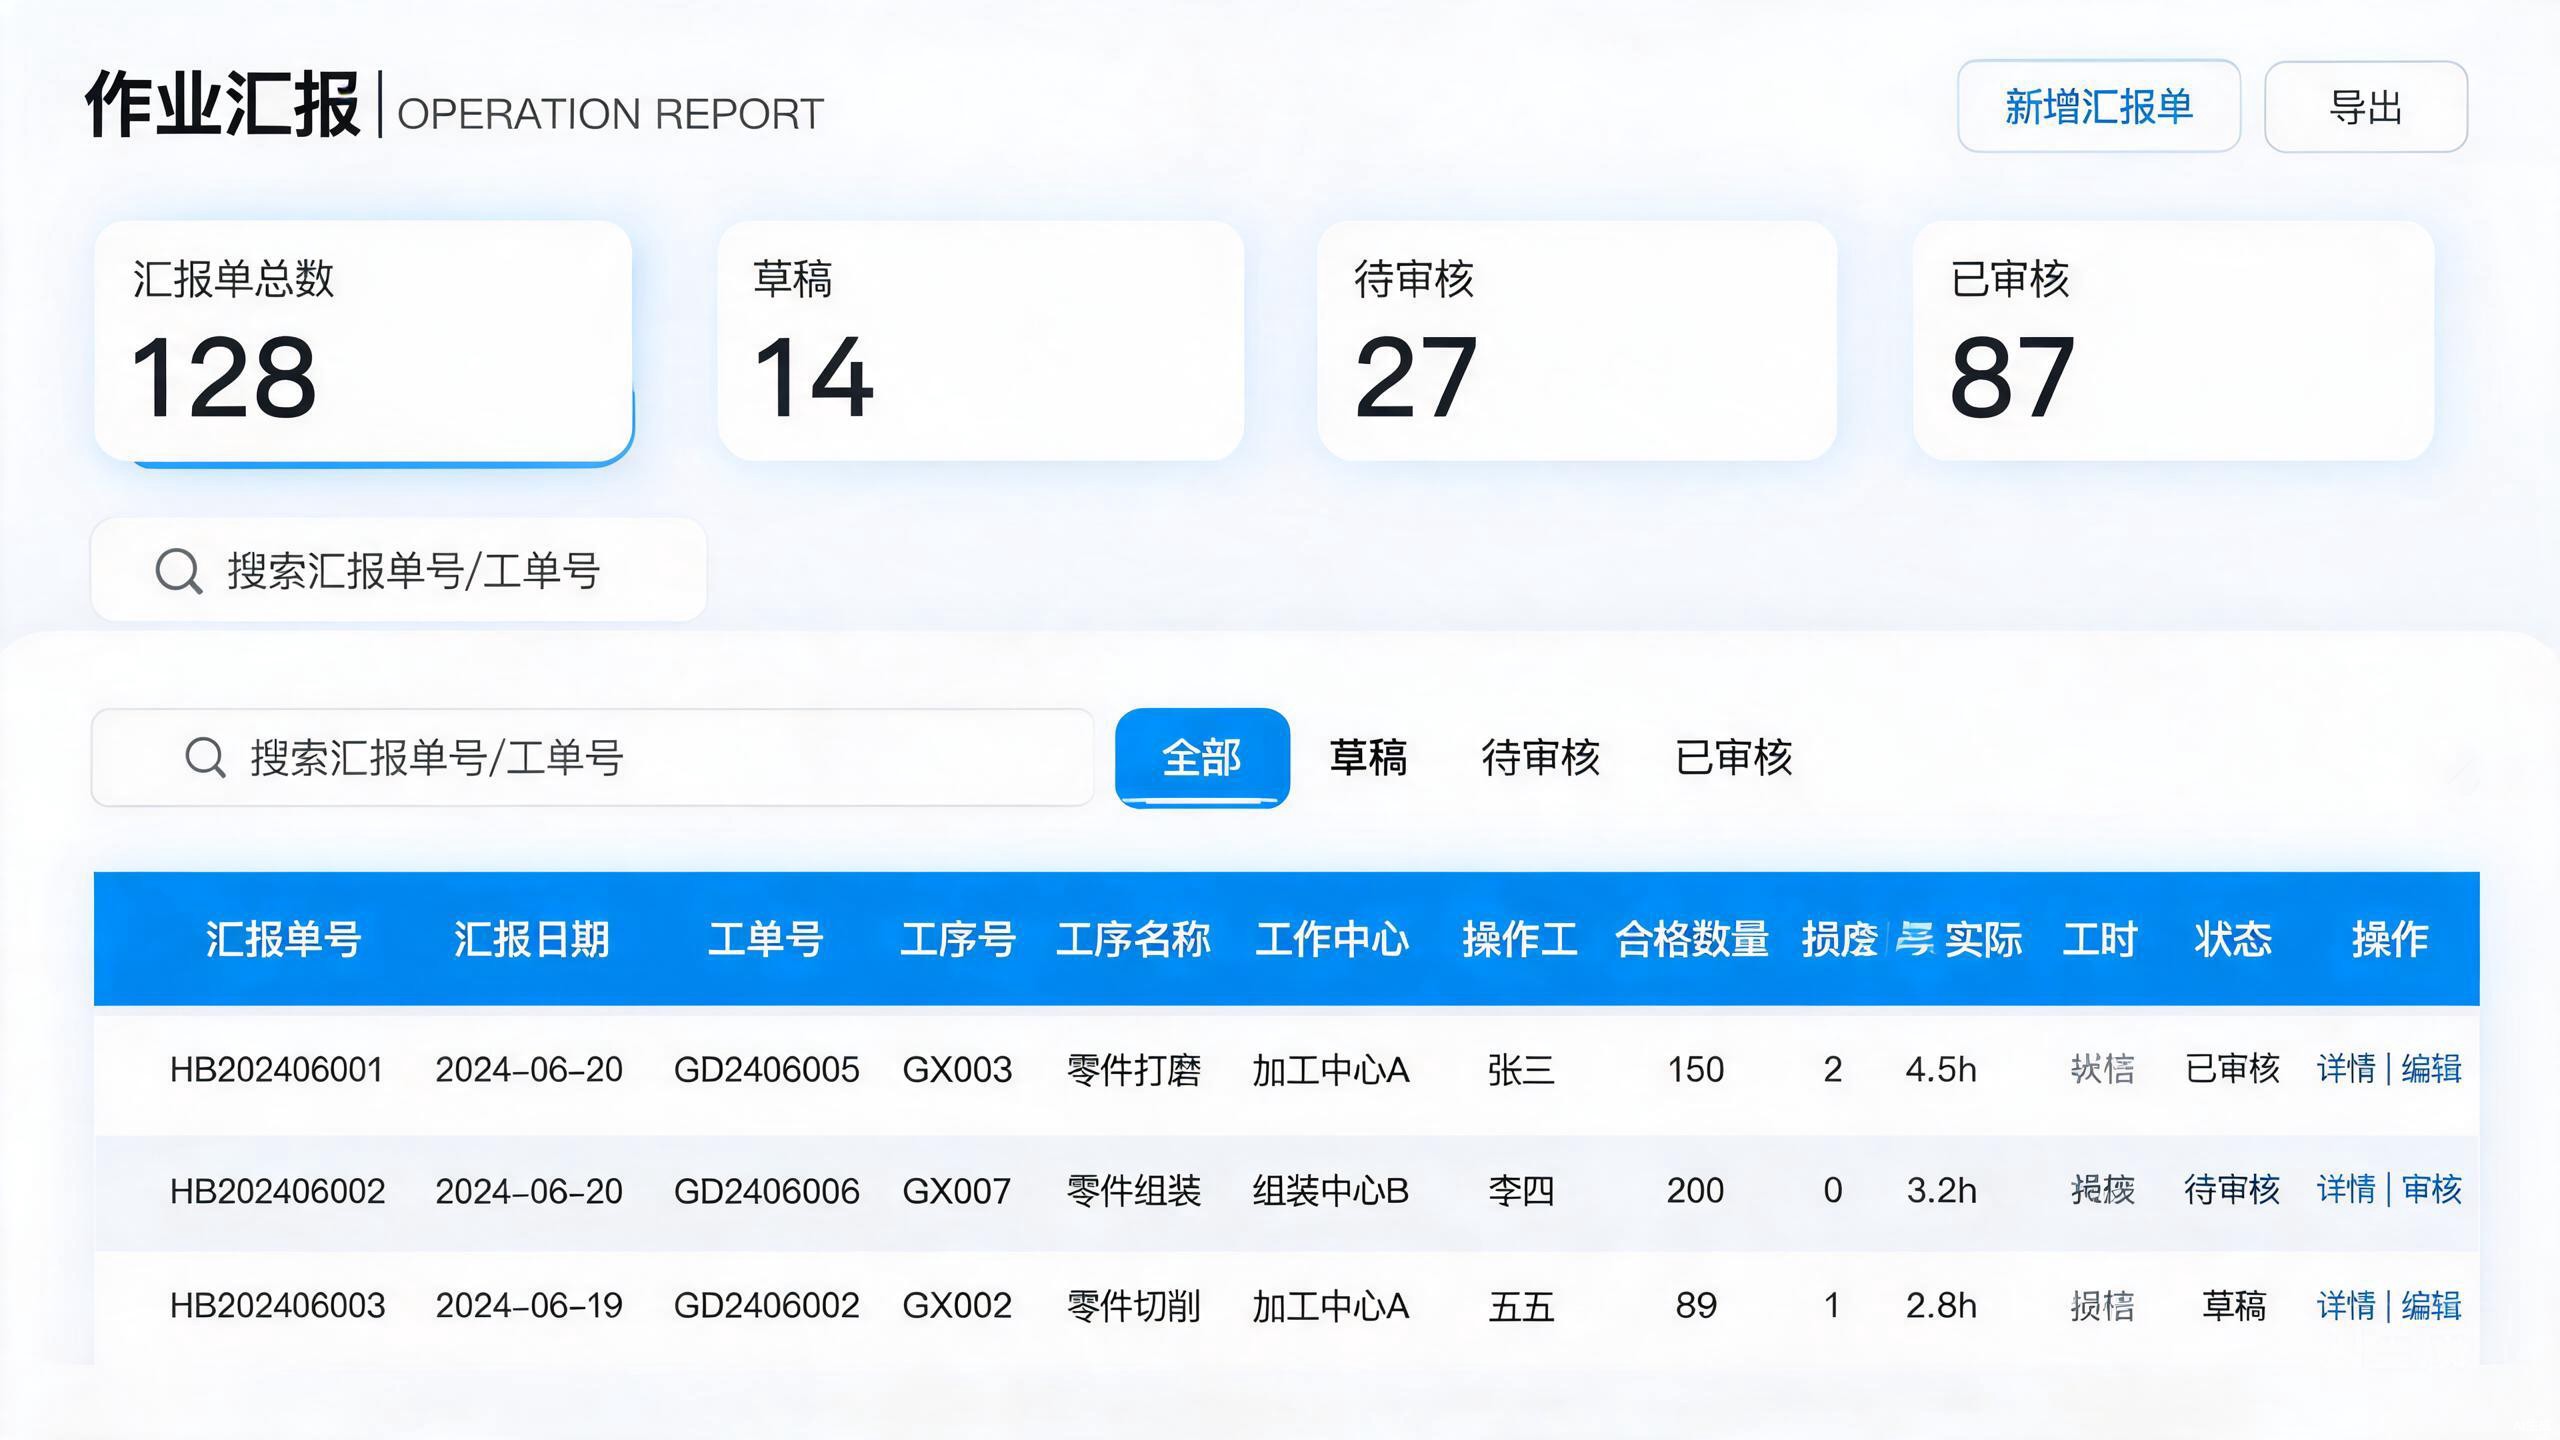 作业汇报 | OPERATION REPORT
新增汇报单 导出
汇报单总数 草稿 待审核 已审核
128 14 27 87
搜索汇报单号/工单号
搜索汇报单号/工单号 全部 草稿 待审核 已审核
汇报单号 汇报日期 工单号 工序号 工序名称 工作中心 操作工 合格数量 损废 实际 工时 状态 操作
HB202406001 2024-06-20 GD2406005 GX003 零件打磨 加工中心A 张三 150 2 4.5h 已审核 详情 | 编辑
HB202406002 2024-06-20 GD2406006 GX007 零件组装 组装中心B 李四 200 0 3.2h 待审核 详情 | 审核
HB202406003 2024-06-19 GD2406002 GX002 零件切削 加工中心A 五五 89 1 2.8h 草稿 详情 | 编辑